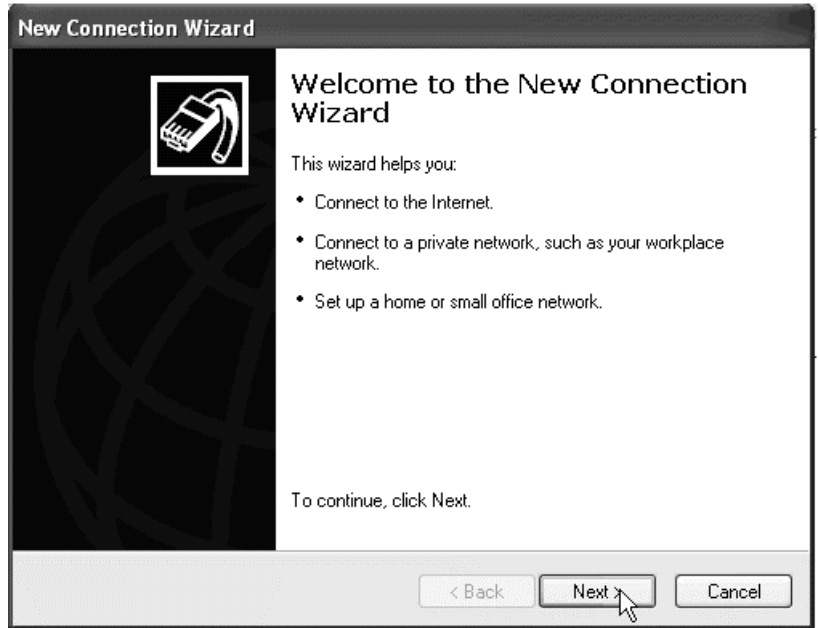 New Connection Wizard
Welcome to the New Connection
Wizard
This wizard helps you:
• Connect to the Internet.
• Connect to a private network, such as your workplace
network.
• Set up a home or small office network.
To continue, click Next.
< Back Next > Cancel